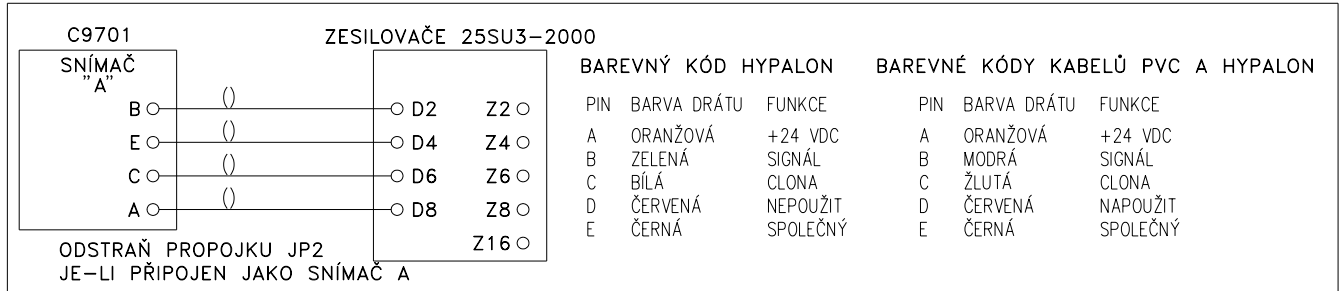 C9701
SNÍMAČ
"A"
B
E
C
A
()
()
()
()
ZESILOVAČE 25SU3-2000
D2 Z2
D4 Z4
D6 Z6
D8 Z8
Z16
ODSTRAŇ PROPOJKU JP2
JE-LI PŘIPOJEN JAKO SNÍMAČ A
BAREVNÝ KÓD HYPALON
PIN BARVA DRÁTU FUNKCE
A ORANŽOVÁ +24 VDC
B ZELENÁ SIGNÁL
C BÍLÁ CLONA
D ČERVENÁ NEPOUŽIT
E ČERNÁ SPOLEČNÝ
BAREVNÉ KÓDY KABELŮ PVC A HYPALON
PIN BARVA DRÁTU FUNKCE
A ORANŽOVÁ +24 VDC
B MODRÁ SIGNÁL
C ŽLUTÁ CLONA
D ČERVENÁ NAPOUŽIT
E ČERNÁ SPOLEČNÝ